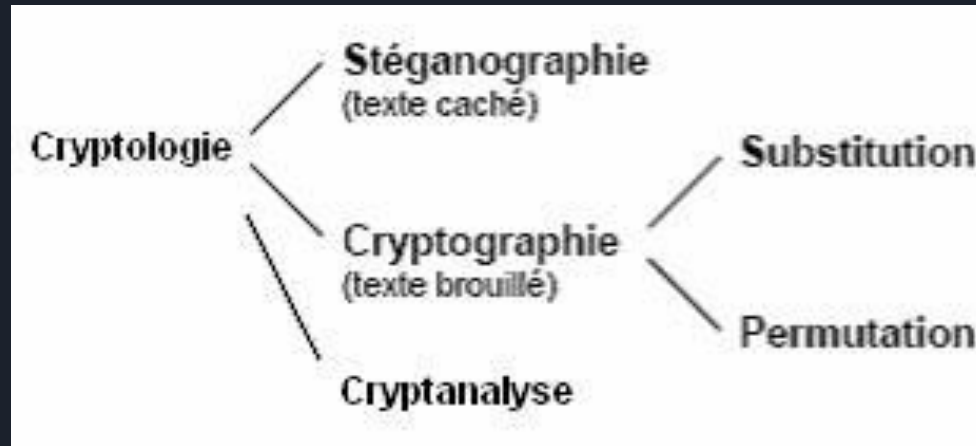 Stéganographie
(texte caché)
Cryptologie
Substitution
Cryptographie
(texte brouillé)
Permutation
Cryptanalyse